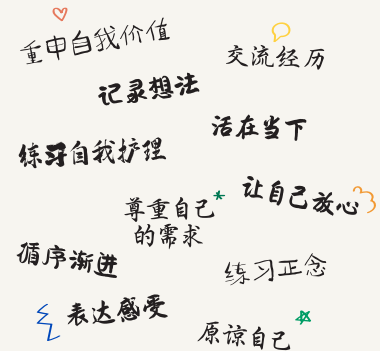 重申自我价值
交流经历
记录想法
活在当下
练习自我护理
让自己放心
尊重自己
的需求
循序渐进
练习正念
表达感受
原谅自己